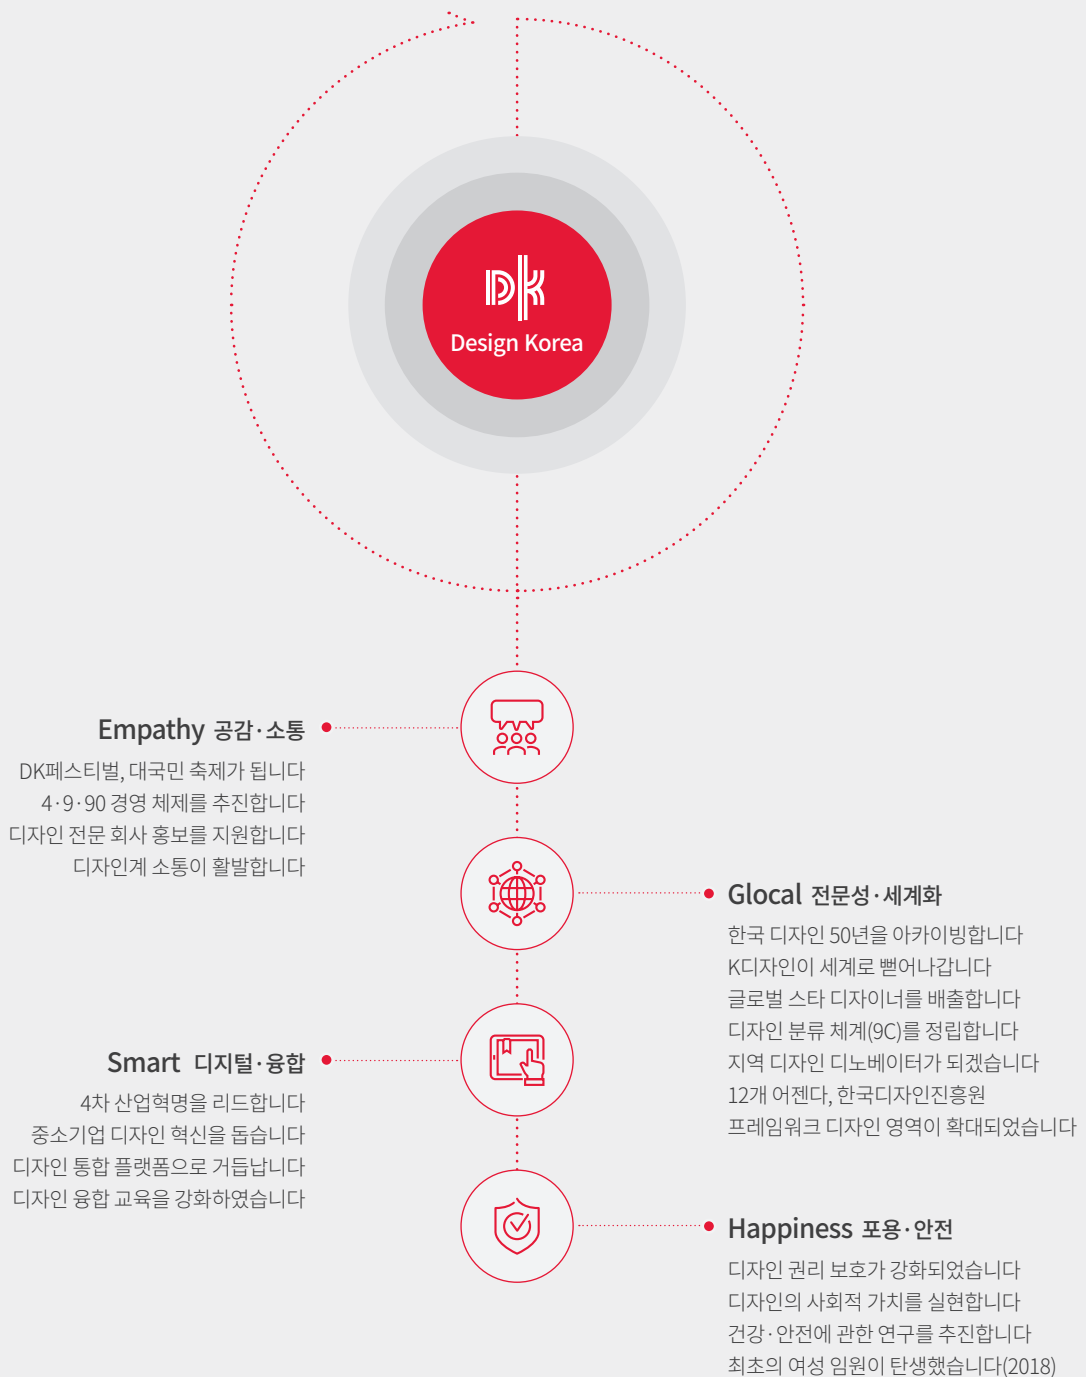 DK
Design Korea
Empathy 공감·소통
DK페스티벌, 대국민 축제가 됩니다
4·9·90 경영 체제를 추진합니다
디자인 전문 회사 홍보를 지원합니다
디자인계 소통이 활발합니다
Glocal 전문성·세계화
한국 디자인 50년을 아카이빙합니다
K디자인이 세계로 뻗어나갑니다
글로벌 스타 디자이너를 배출합니다
디자인 분류 체계(9C)를 정립합니다
지역 디자인 디노베이터가 되겠습니다
12개 어젠다, 한국디자인진흥원
프레임워크 디자인 영역이 확대되었습니다
Smart 디지털·융합
4차 산업혁명을 리드합니다
중소기업 디자인 혁신을 돕습니다
디자인 통합 플랫폼으로 거듭납니다
디자인 융합 교육을 강화하였습니다
Happiness 포용·안전
디자인 권리 보호가 강화되었습니다
디자인의 사회적 가치를 실현합니다
건강·안전에 관한 연구를 추진합니다
최초의 여성 임원이 탄생했습니다(2018)